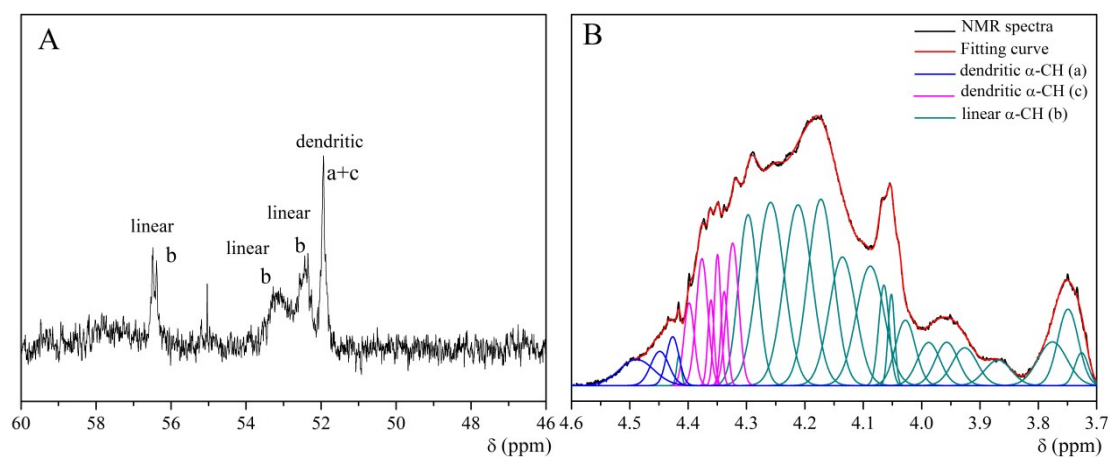 A
dendritic
a+c
linear
b
linear
b
linear
b
60 58 56 54 52 50 48 46
δ (ppm)
B
NMR spectra
Fitting curve
dendritic α-CH (a)
dendritic α-CH (c)
linear α-CH (b)
4.6 4.5 4.4 4.3 4.2 4.1 4.0 3.9 3.8 3.7
δ (ppm)